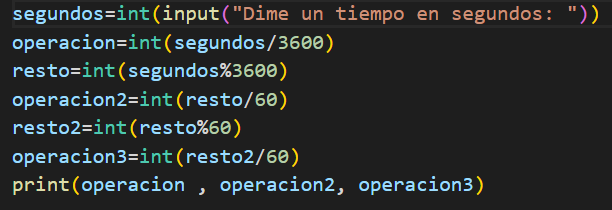 segundos=int(input("Dime un tiempo en segundos: "))
operacion=int(segundos/3600)
resto=int(segundos%3600)
operacion2=int(resto/60)
resto2=int(resto%60)
operacion3=int(resto2/60)
print(operacion , operacion2, operacion3)